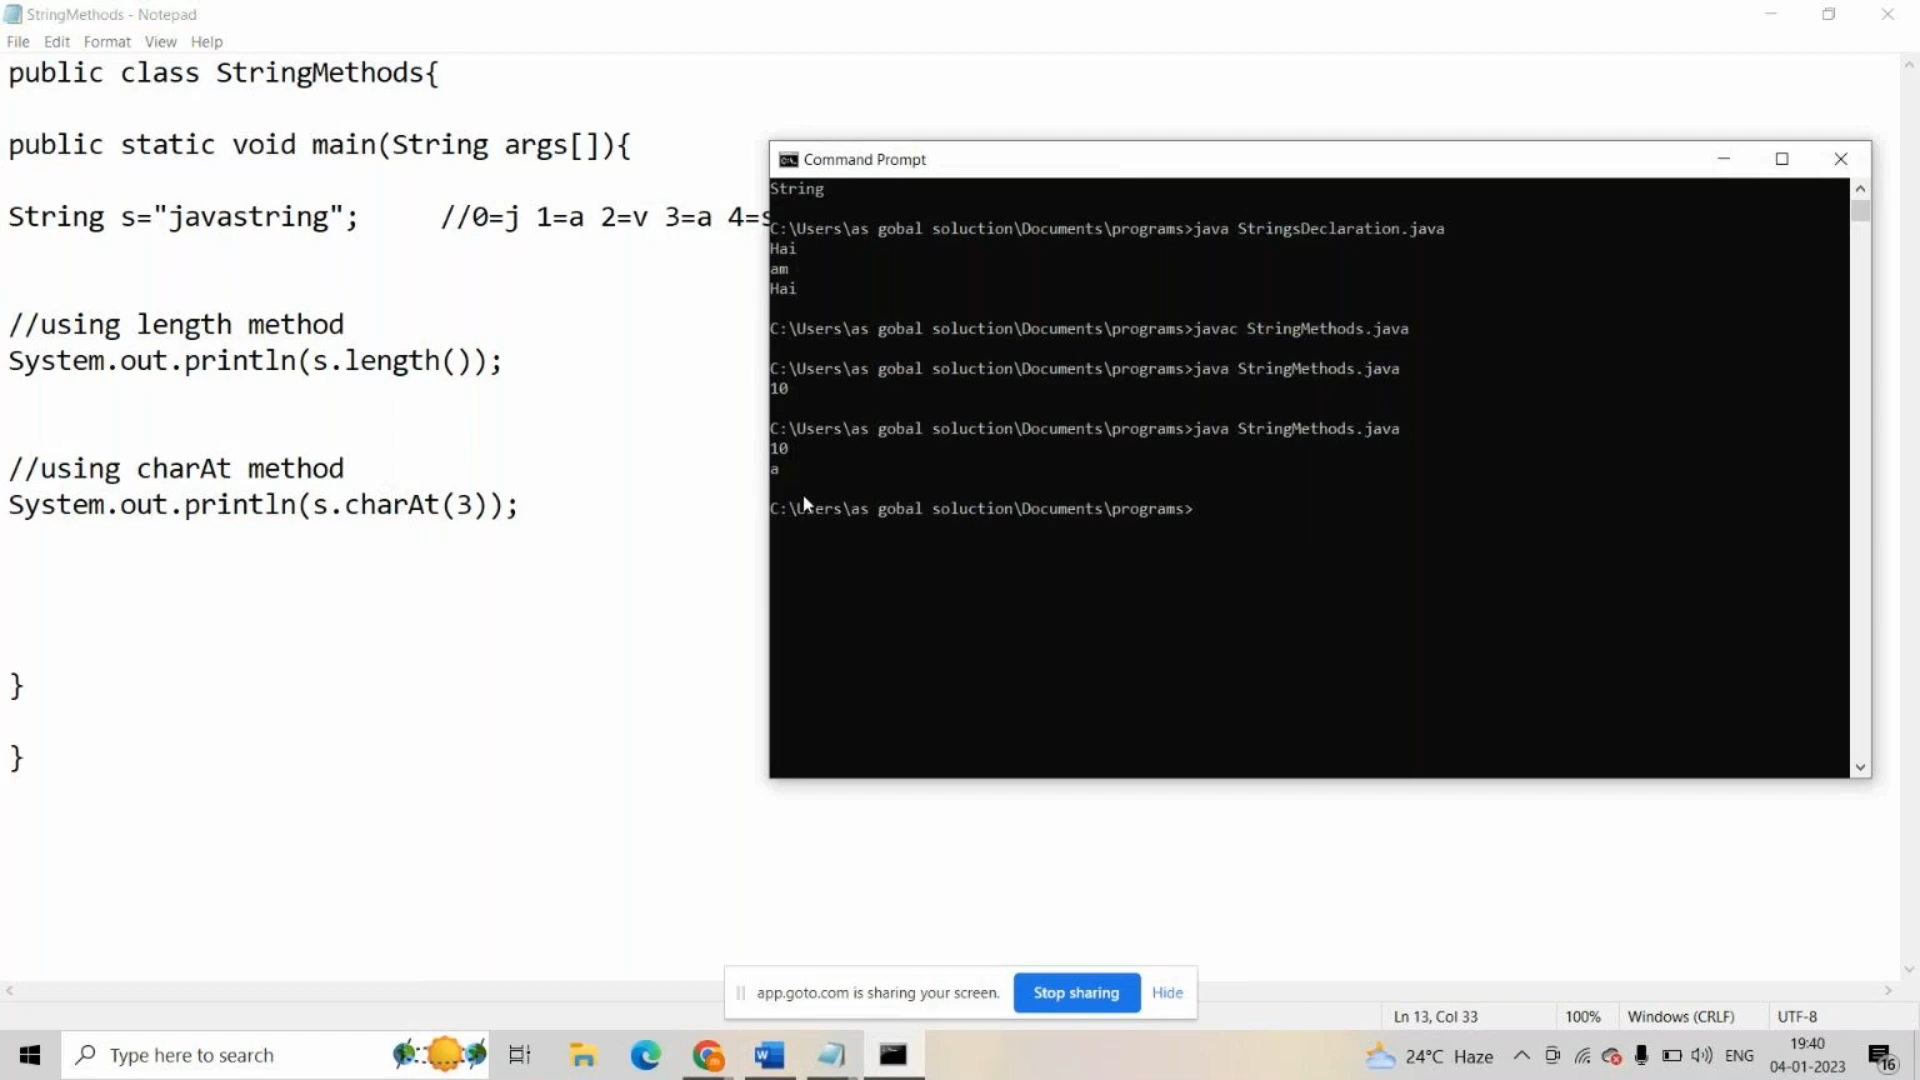 StringMethods - Notepad
File Edit Format View Help
public class StringMethods{
public static void main(String args[]){
String s="javastring"; //0=j 1=a 2=v 3=a 4=s
//using length method
System.out.println(s.length());
//using charAt method
System.out.println(s.charAt(3));
}
}
Command Prompt
String
C:\Users\as gobal soluction\Documents\programs>java StringsDeclaration.java
Hai
am
Hai
C:\Users\as gobal soluction\Documents\programs>javac StringMethods.java
C:\Users\as gobal soluction\Documents\programs>java StringMethods.java
10
C:\Users\as gobal soluction\Documents\programs>java StringMethods.java
10
a
C:\Users\as gobal soluction\Documents\programs>
app.goto.com is sharing your screen. Stop sharing Hide
Ln 13, Col 33 100% Windows (CRLF) UTF-8
Type here to search
24°C Haze ENG
19:40
04-01-2023
16